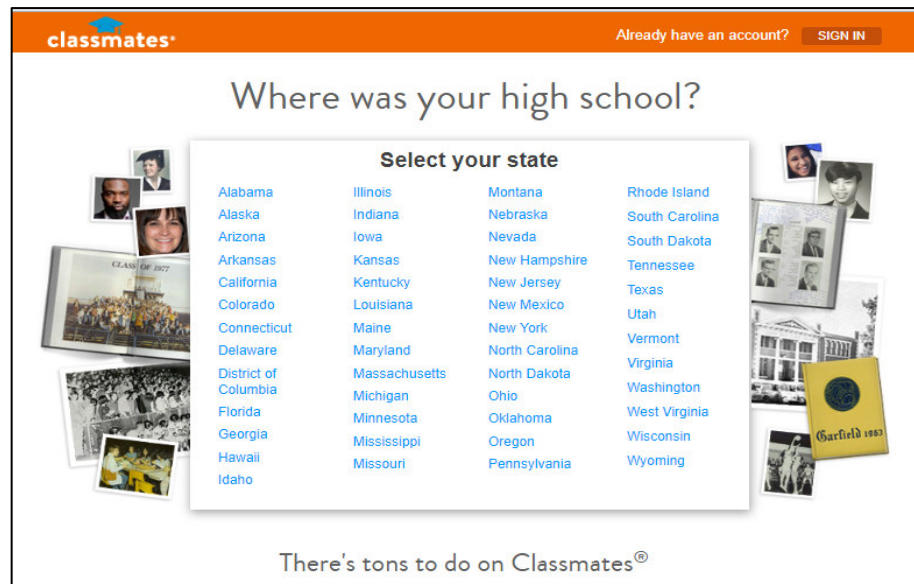 classmates®
Already have an account?
SIGN IN
Where was your high school?
Select your state
Alabama
Alaska
Arizona
Arkansas
California
Colorado
Connecticut
Delaware
District of
Columbia
Florida
Georgia
Hawaii
Idaho
Illinois
Indiana
Iowa
Kansas
Kentucky
Louisiana
Maine
Maryland
Massachusetts
Michigan
Minnesota
Mississippi
Missouri
Montana
Nebraska
Nevada
New Hampshire
New Jersey
New Mexico
New York
North Carolina
North Dakota
Ohio
Oklahoma
Oregon
Pennsylvania
Rhode Island
South Carolina
South Dakota
Tennessee
Texas
Utah
Vermont
Virginia
Washington
West Virginia
Wisconsin
Wyoming
CLASS OF 1977
Garfield 1963
There's tons to do on Classmates®